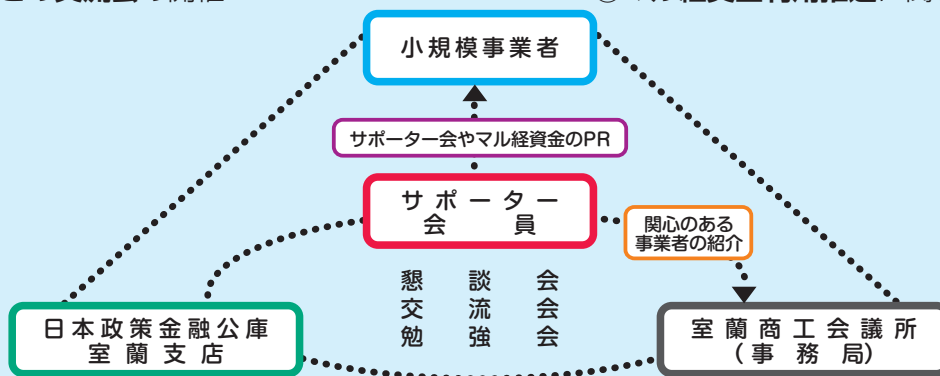 小規模事業者
サポーター会やマル経資金のPR
サポーター
会員
関心のある
事業者の紹介
懇談会
交流会
勉強会
日本政策金融公庫
室蘭支店
室蘭商工会議所
(事務局)